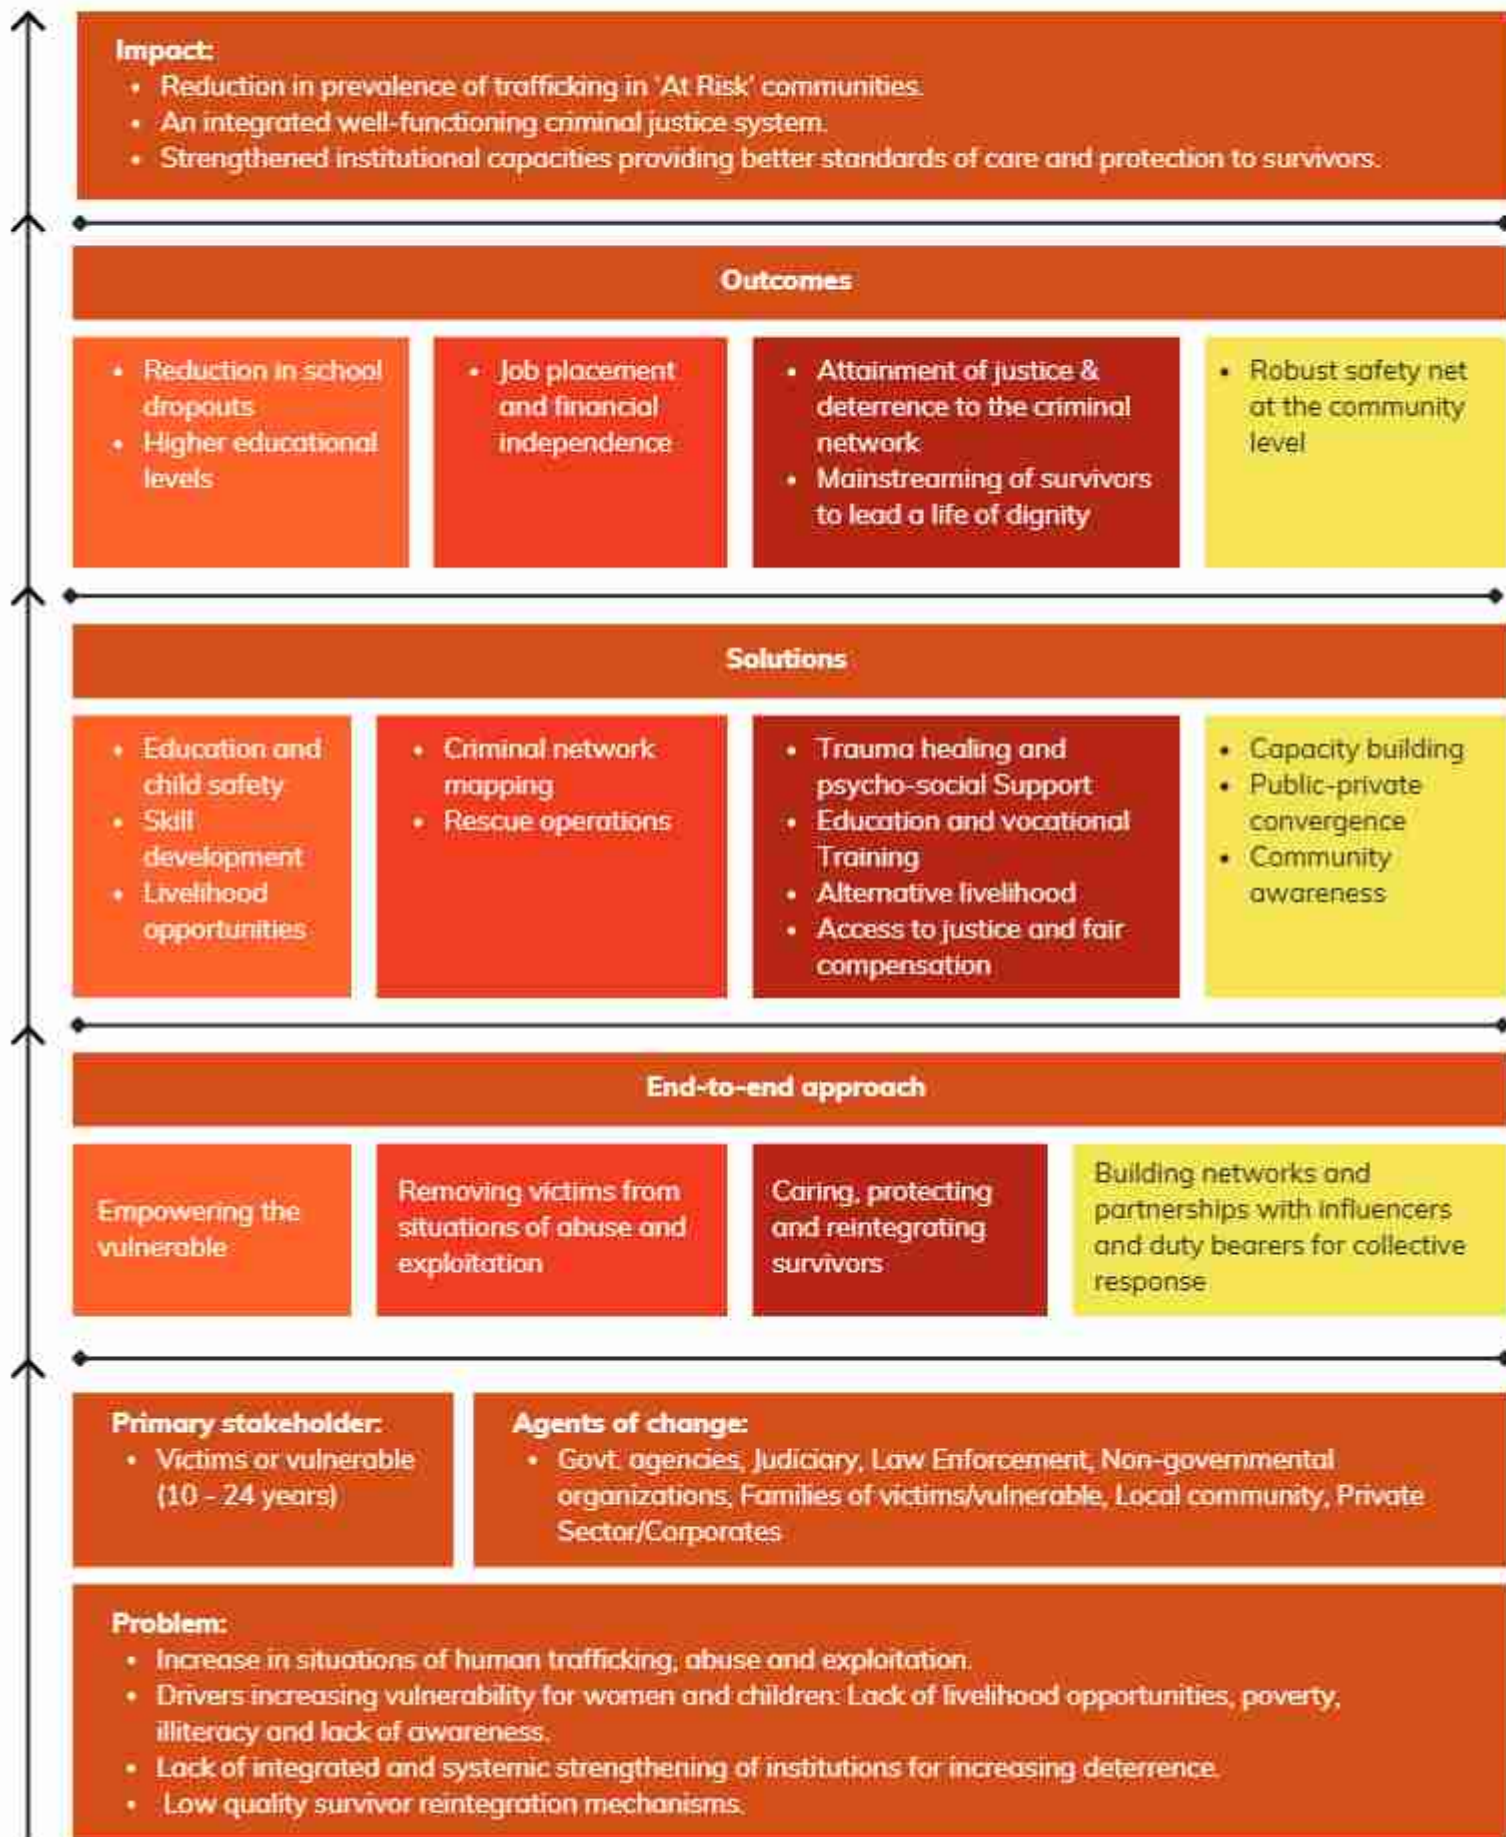 Impact:
• Reduction in prevalence of trafficking in 'At Risk' communities.
• An integrated well-functioning criminal justice system.
• Strengthened institutional capacities providing better standards of care and protection to survivors.
Outcomes
• Reduction in school
dropouts
• Higher educational
levels
• Job placement
and financial
independence
• Attainment of justice &
deterrence to the criminal
network
• Mainstreaming of survivors
to lead a life of dignity
• Robust safety net
at the community
level
Solutions
• Education and
child safety
• Skill
development
• Livelihood
opportunities
• Criminal network
mapping
• Rescue operations
• Trauma healing and
psycho-social Support
• Education and vocational
Training
• Alternative livelihood
• Access to justice and fair
compensation
• Capacity building
• Public-private
convergence
• Community
awareness
End-to-end approach
Empowering the
vulnerable
Removing victims from
situations of abuse and
exploitation
Caring, protecting
and reintegrating
survivors
Building networks and
partnerships with influencers
and duty bearers for collective
response
Primary stakeholder:
• Victims or vulnerable
(10 - 24 years)
Agents of change:
• Govt. agencies, Judiciary, Law Enforcement, Non-governmental
organizations, Families of victims/vulnerable, Local community, Private
Sector/Corporates
Problem:
• Increase in situations of human trafficking, abuse and exploitation.
• Drivers increasing vulnerability for women and children: Lack of livelihood opportunities, poverty,
illiteracy and lack of awareness.
• Lack of integrated and systemic strengthening of institutions for increasing deterrence.
• Low quality survivor reintegration mechanisms.